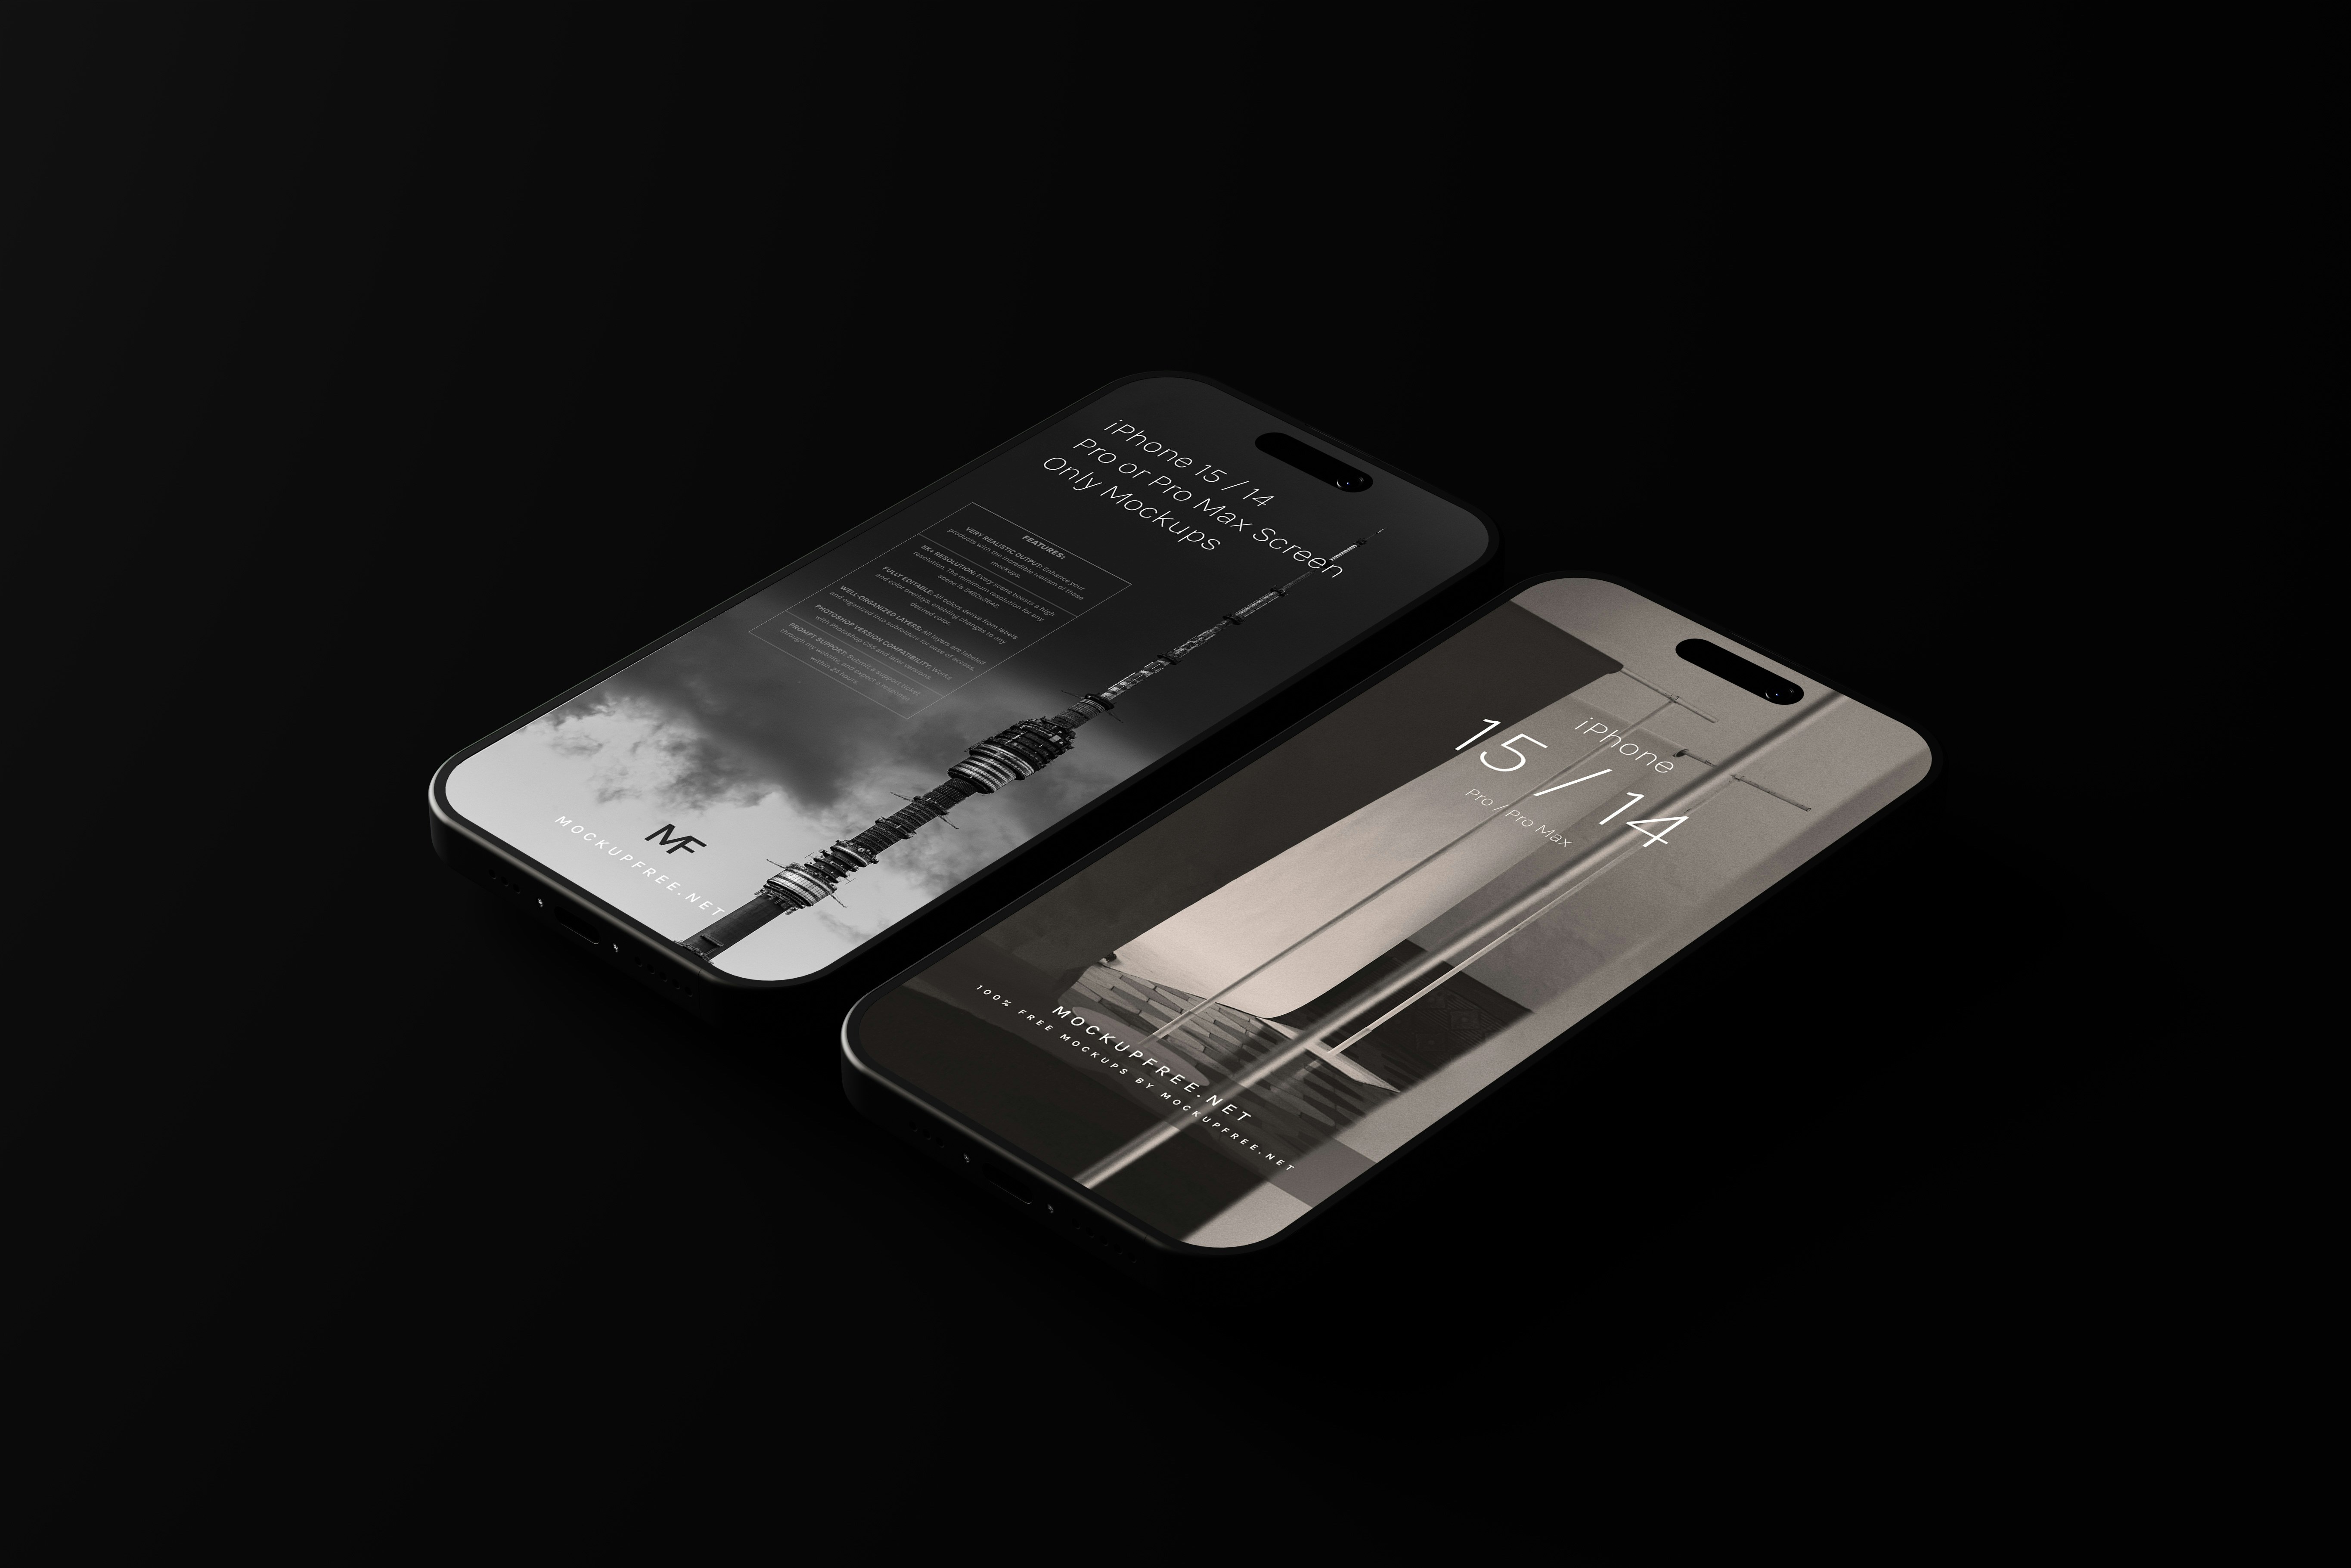 iPhone 15 / 14
Pro or Pro Max Screen
Only Mockups
FEATURES:
VERY REALISTIC OUTPUT: Enhance your
products with the incredible realism of those
mockups.
5K+ RESOLUTION: Every scene boasts a high
resolution. The minimum resolution for any
scene is 5460x3642.
FULLY EDITABLE: All colors derive from labels
and color overlays, enabling changes to any
desired color.
WELL-ORGANIZED LAYERS: All layers are labeled
and organized into subfolders for ease of access.
PHOTOSHOP VERSION COMPATIBILITY: Works
with Photoshop CS5 and later versions.
PROMPT SUPPORT: Submit a support ticket
through my website, and expect a response
within 24 hours.
MF
MOCKUPFREE.NET
iPhone
15 / 14
Pro / Pro Max
MOCKUPFREE.NET
100% FREE MOCKUPS BY MOCKUPFREE.NET